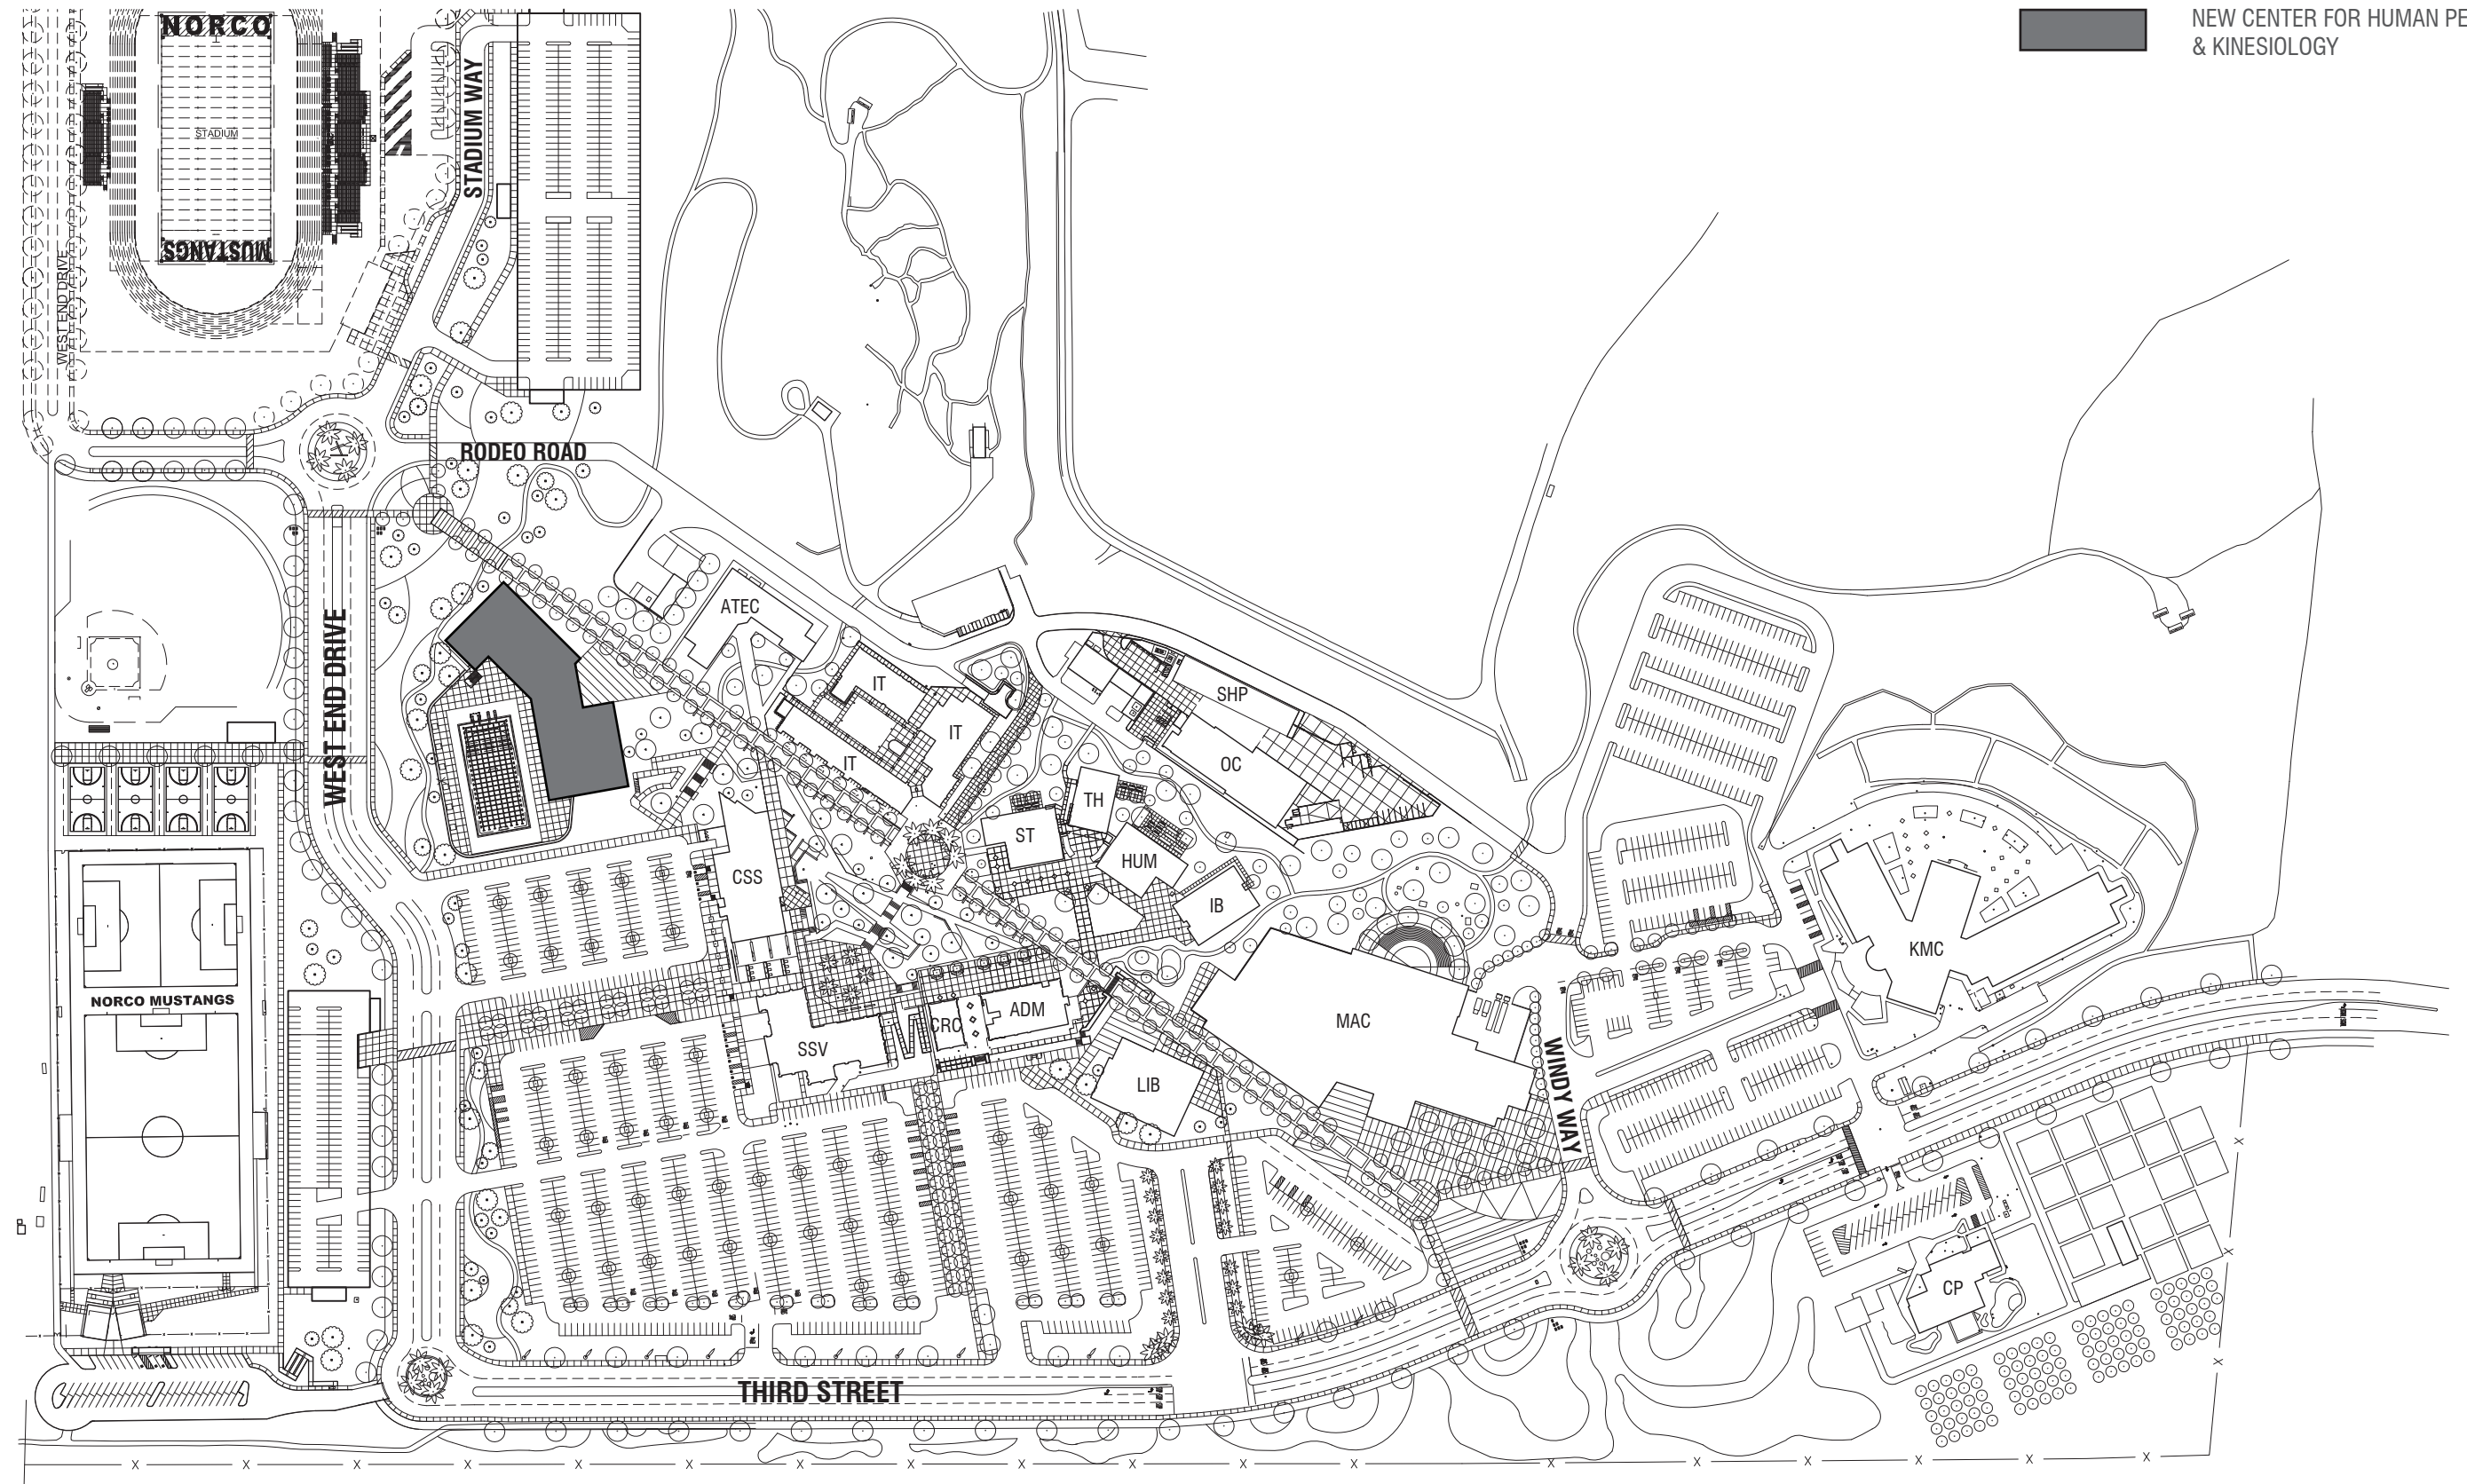 NEW CENTER FOR HUMAN PE
& KINESIOLOGY
NORCO
STADIUM WAY
STADIUM
MUSTANGS
WEST END DRIVE
RODEO ROAD
ATEC
WEST END DRIVE
IT
SHP
IT
IT
OC
TH
ST
HUM
CSS
IB
KMC
NORCO MUSTANGS
ADM
CRC
MAC
SSV
WINDY WAY
LIB
CP
THIRD STREET